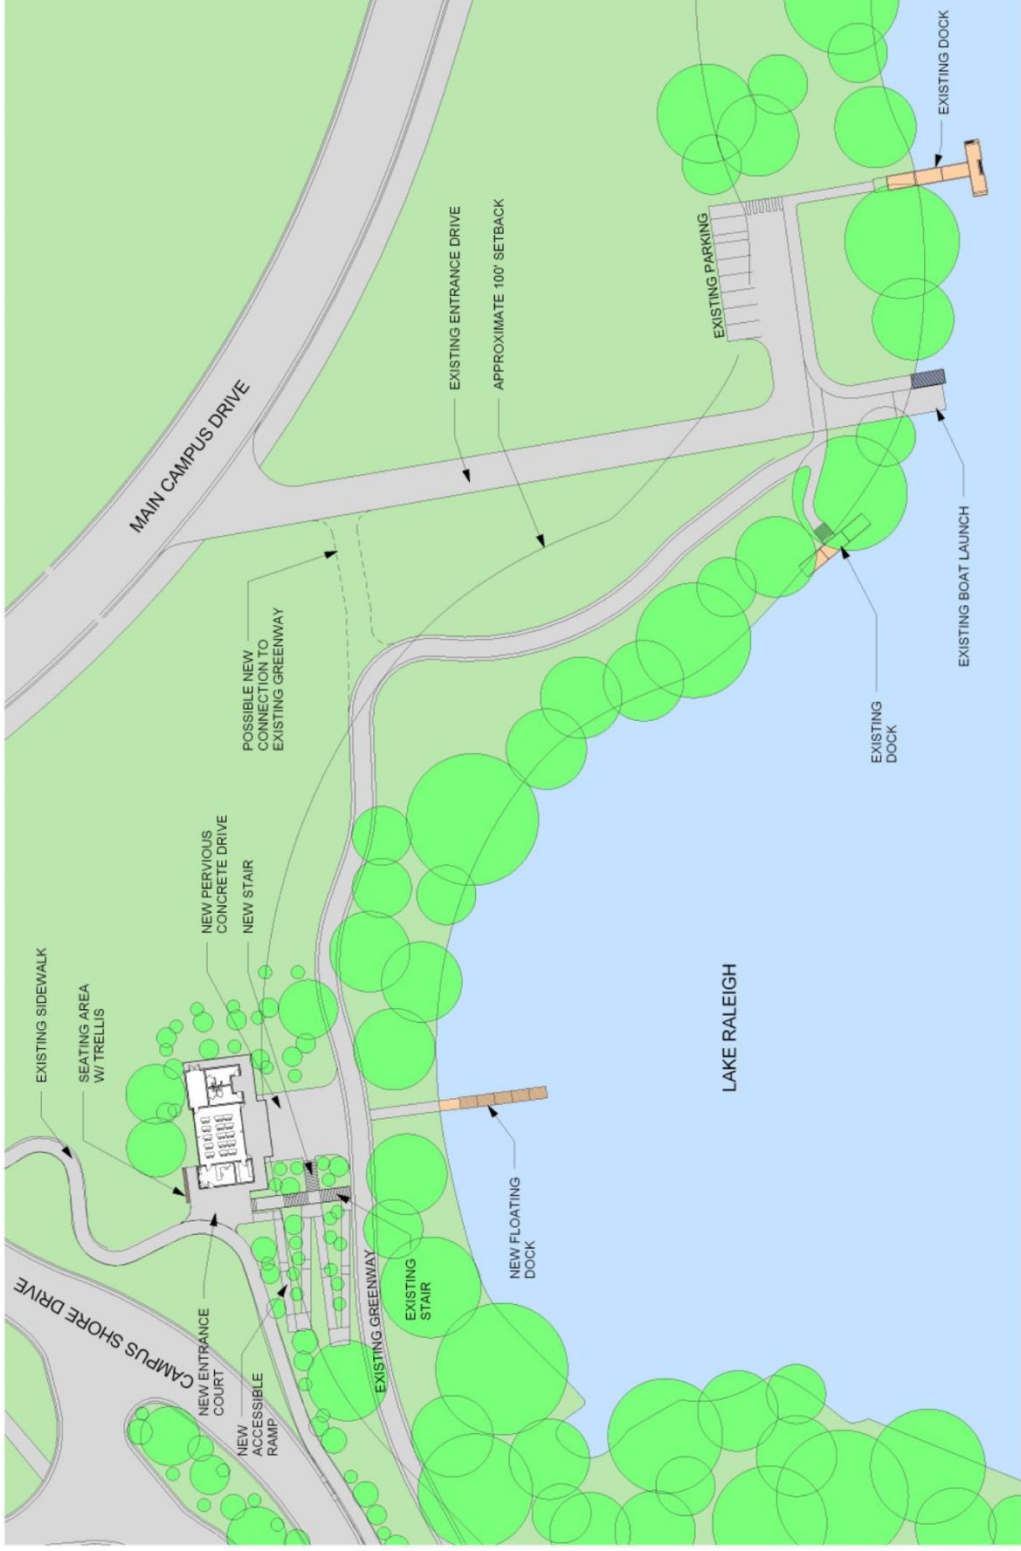 MAIN CAMPUS DRIVE
EXISTING DOCK
EXISTING ENTRANCE DRIVE
APPROXIMATE 100' SETBACK
EXISTING PARKING
POSSIBLE NEW
CONNECTION TO
EXISTING GREENWAY
EXISTING BOAT LAUNCH
EXISTING
DOCK
EXISTING SIDEWALK
SEATING AREA
W/ TRELLIS
NEW PERVIOUS
CONCRETE DRIVE
NEW STAIR
LAKE RALEIGH
CAMPUS SHORE DRIVE
NEW ENTRANCE
COURT
NEW
ACCESSIBLE
RAMP
EXISTING GREENWAY
EXISTING
STAIR
NEW FLOATING
DOCK